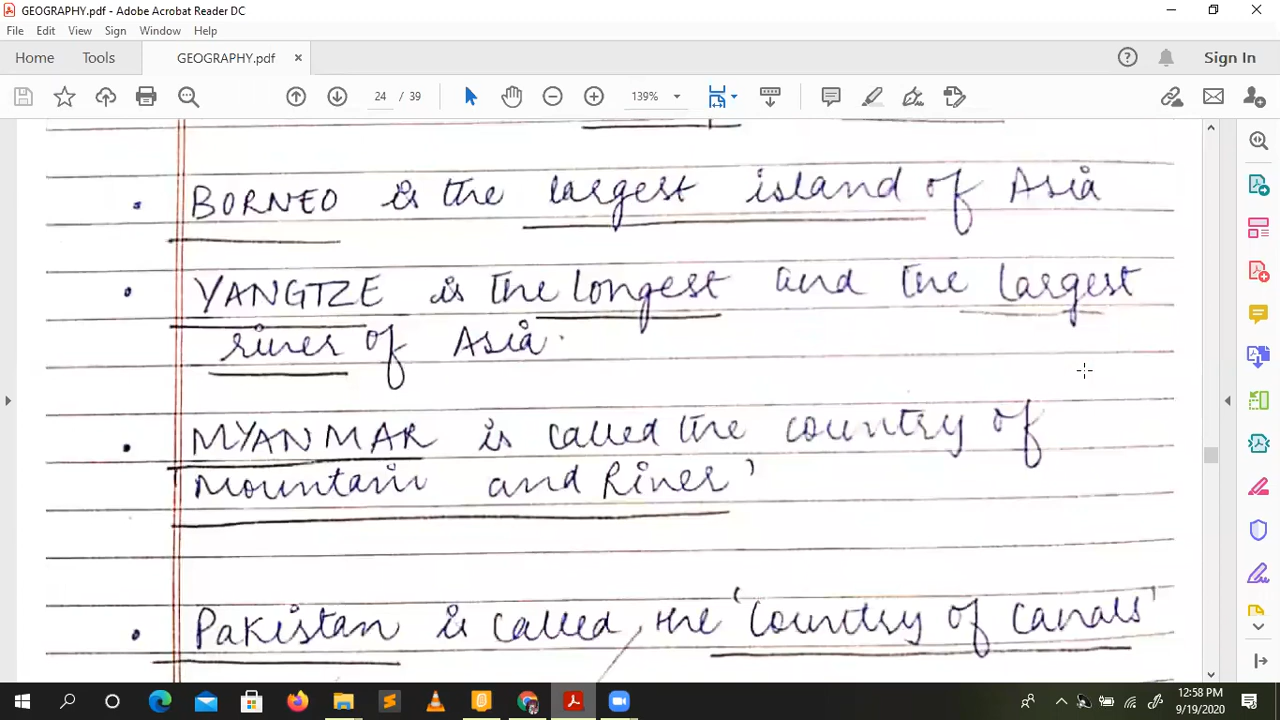 GEOGRAPHY.pdf - Adobe Acrobat Reader DC
File Edit View Sign Window Help
Home Tools GEOGRAPHY.pdf × Sign In
24 / 39 139%
• BORNEO is the largest island of Asia
• YANGTZE is the longest and the largest
river of Asia.
• MYANMAR is called the country of
'Mountain and River'
• Pakistan is called the 'Country of canals'
12:58 PM
9/19/2020